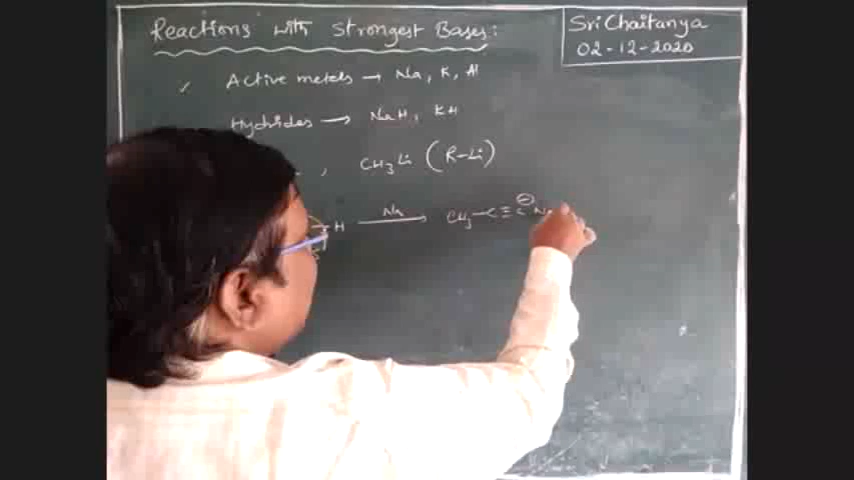 Reactions with Strongest Bases:
Sri Chaitanya
02-12-2020
✓ Active metals → Na, K, Al
Hydrides → NaH, KH
, CH₃Li (R-Li)
-H —Na→ CH₃-C≡C⊖ Na